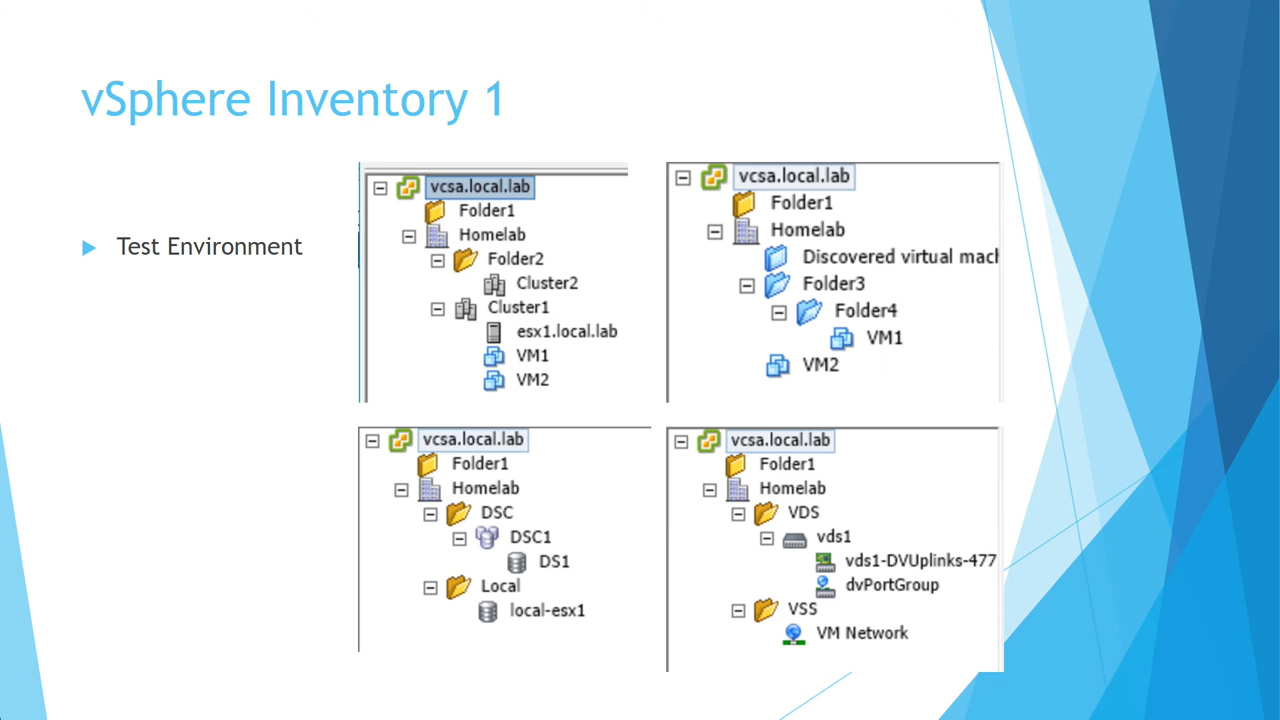 vSphere Inventory 1
Test Environment
vcsa.local.lab
Folder1
Homelab
Folder2
Cluster2
Cluster1
esx1.local.lab
VM1
VM2
vcsa.local.lab
Folder1
Homelab
Discovered virtual mach
Folder3
Folder4
VM1
VM2
vcsa.local.lab
Folder1
Homelab
DSC
DSC1
DS1
Local
local-esx1
vcsa.local.lab
Folder1
Homelab
VDS
vds1
vds1-DVUplinks-477
dvPortGroup
VSS
VM Network